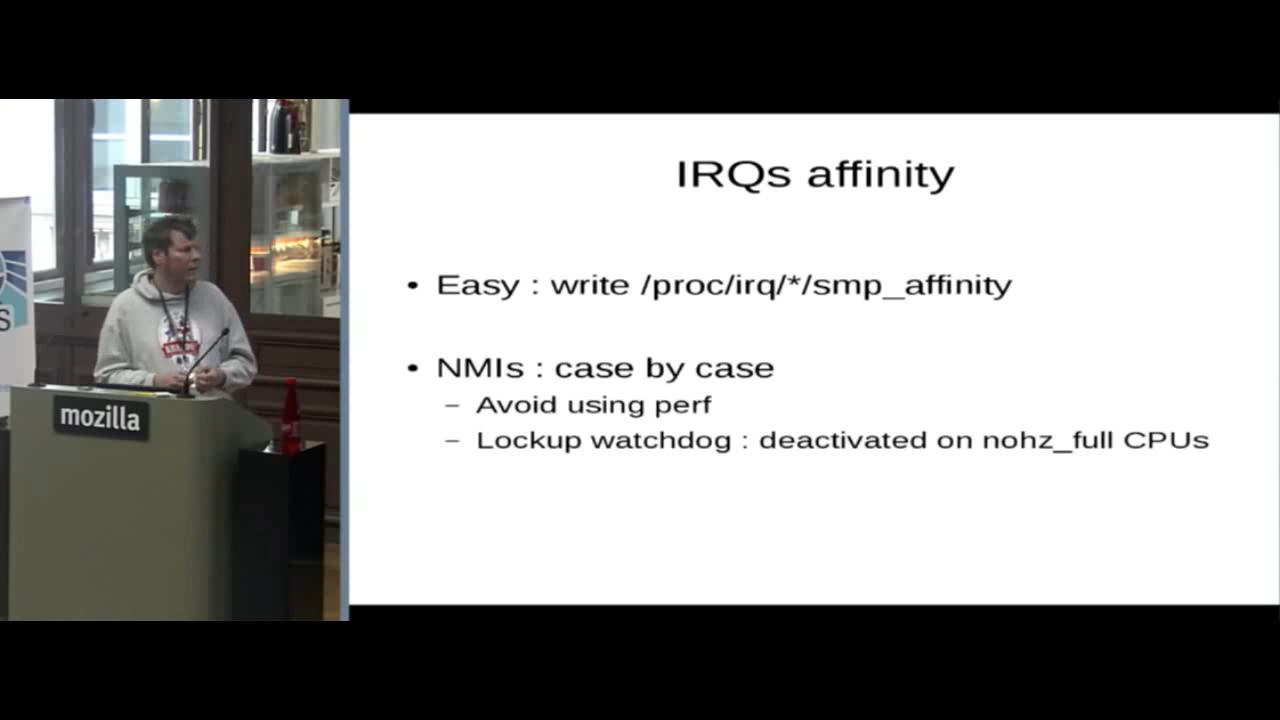 IRQs affinity
• Easy : write /proc/irq/*/smp_affinity
• NMIs : case by case
– Avoid using perf
– Lockup watchdog : deactivated on nohz_full CPUs
mozilla
S